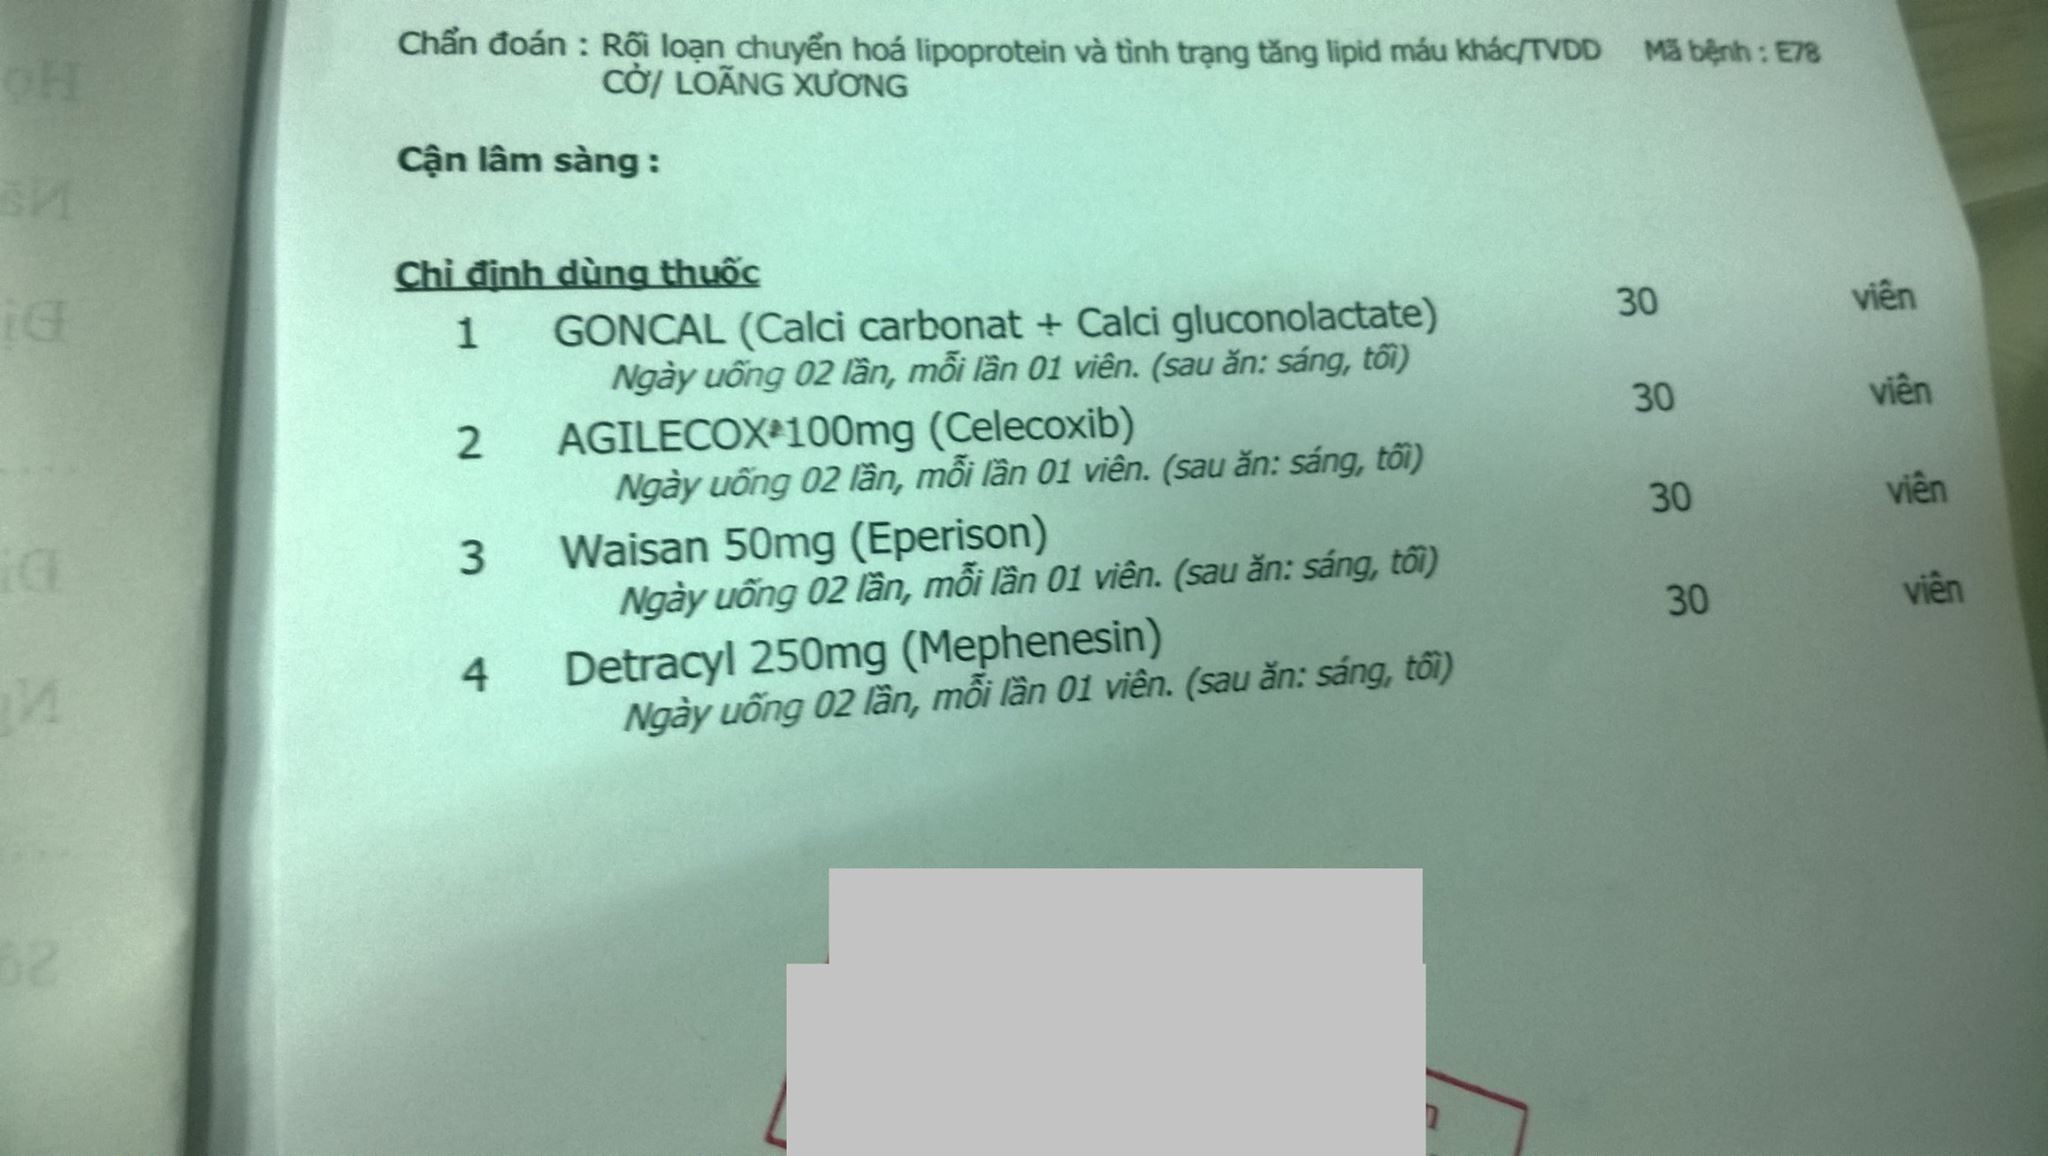 Chẩn đoán : Rối loạn chuyển hoá lipoprotein và tình trạng tăng lipid máu khác/TVDD Mã bệnh : E78
CỔ/ LOÃNG XƯƠNG
Cận lâm sàng :
Chỉ định dùng thuốc
1 GONCAL (Calci carbonat + Calci gluconolactate) 30 viên
Ngày uống 02 lần, mỗi lần 01 viên. (sau ăn: sáng, tối)
2 AGILECOX 100mg (Celecoxib) 30 viên
Ngày uống 02 lần, mỗi lần 01 viên. (sau ăn: sáng, tối)
3 Waisan 50mg (Eperison) 30 viên
Ngày uống 02 lần, mỗi lần 01 viên. (sau ăn: sáng, tối)
4 Detracyl 250mg (Mephenesin) 30 viên
Ngày uống 02 lần, mỗi lần 01 viên. (sau ăn: sáng, tối)